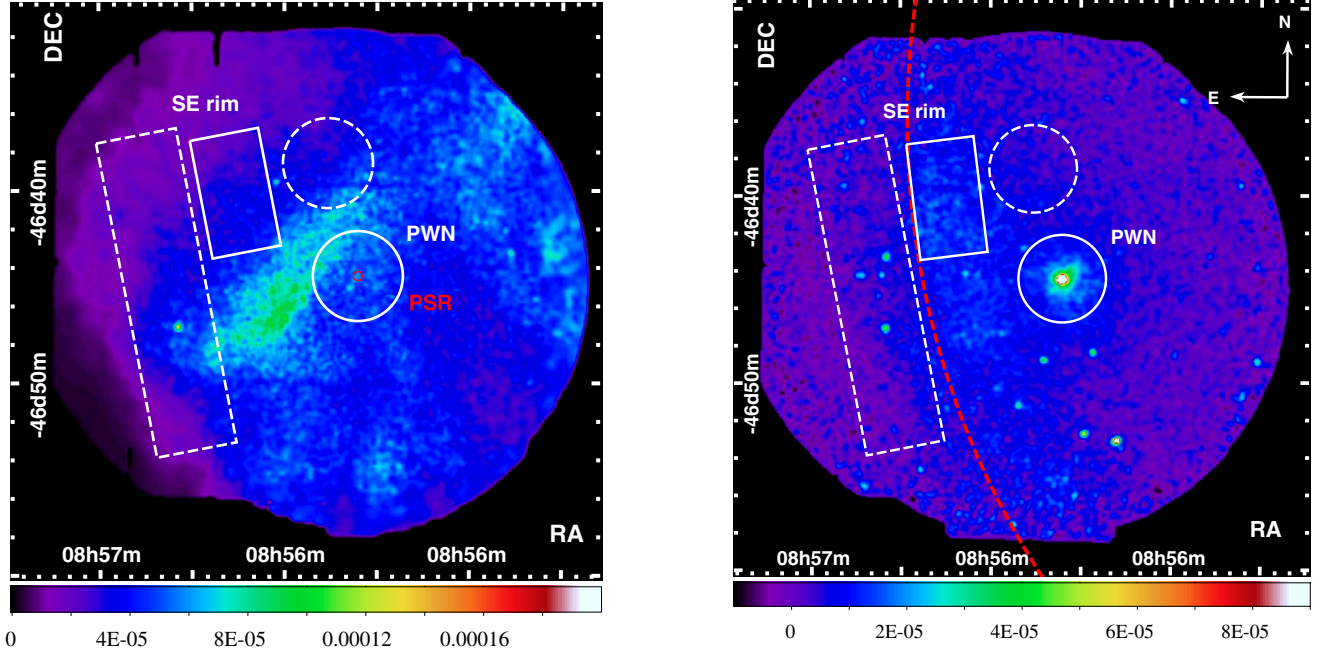 DEC
SE rim
PWN
PSR
-46d40m
-46d50m
RA
08h57m 08h56m 08h56m
0 4E-05 8E-05 0.00012 0.00016
DEC
N
E
SE rim
PWN
-46d40m
-46d50m
RA
08h57m 08h56m 08h56m
0 2E-05 4E-05 6E-05 8E-05